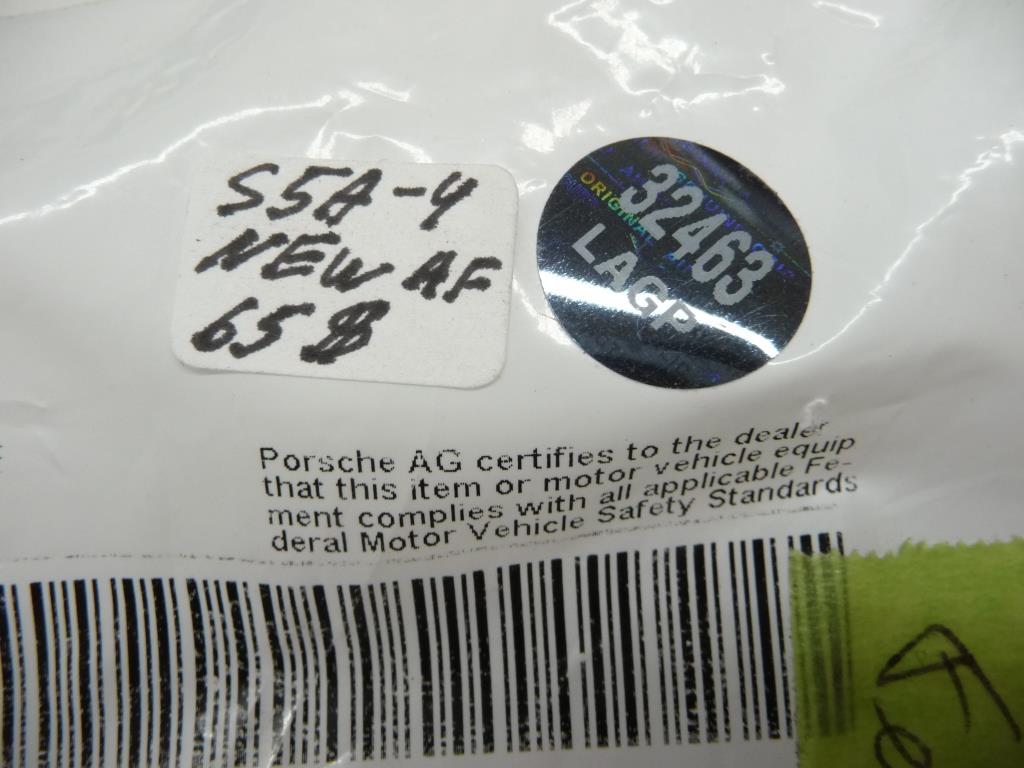 S5A-4
NEW AF
65$
32463
ORIGINAL
LAGP
Porsche AG certifies to the dealer
that this item or motor vehicle equip
ment complies with all applicable Fe-
deral Motor Vehicle Safety Standards